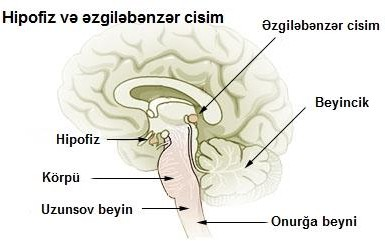 Hipofiz və əzgiləbənzər cisim
Əzgiləbənzər cisim
Beyincik
Hipofiz
Körpü
Uzunsov beyin
Onurğa beyni